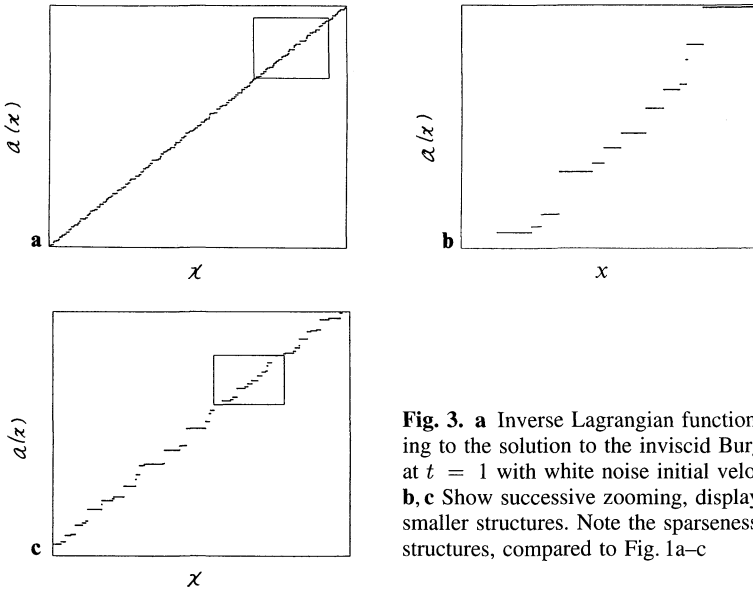 a(x)
a
x
a(x)
b
x
a(x)
c
x
Fig. 3. a Inverse Lagrangian function
ing to the solution to the inviscid Bur
at t = 1 with white noise initial velo
b, c Show successive zooming, display
smaller structures. Note the sparseness
structures, compared to Fig. 1a–c